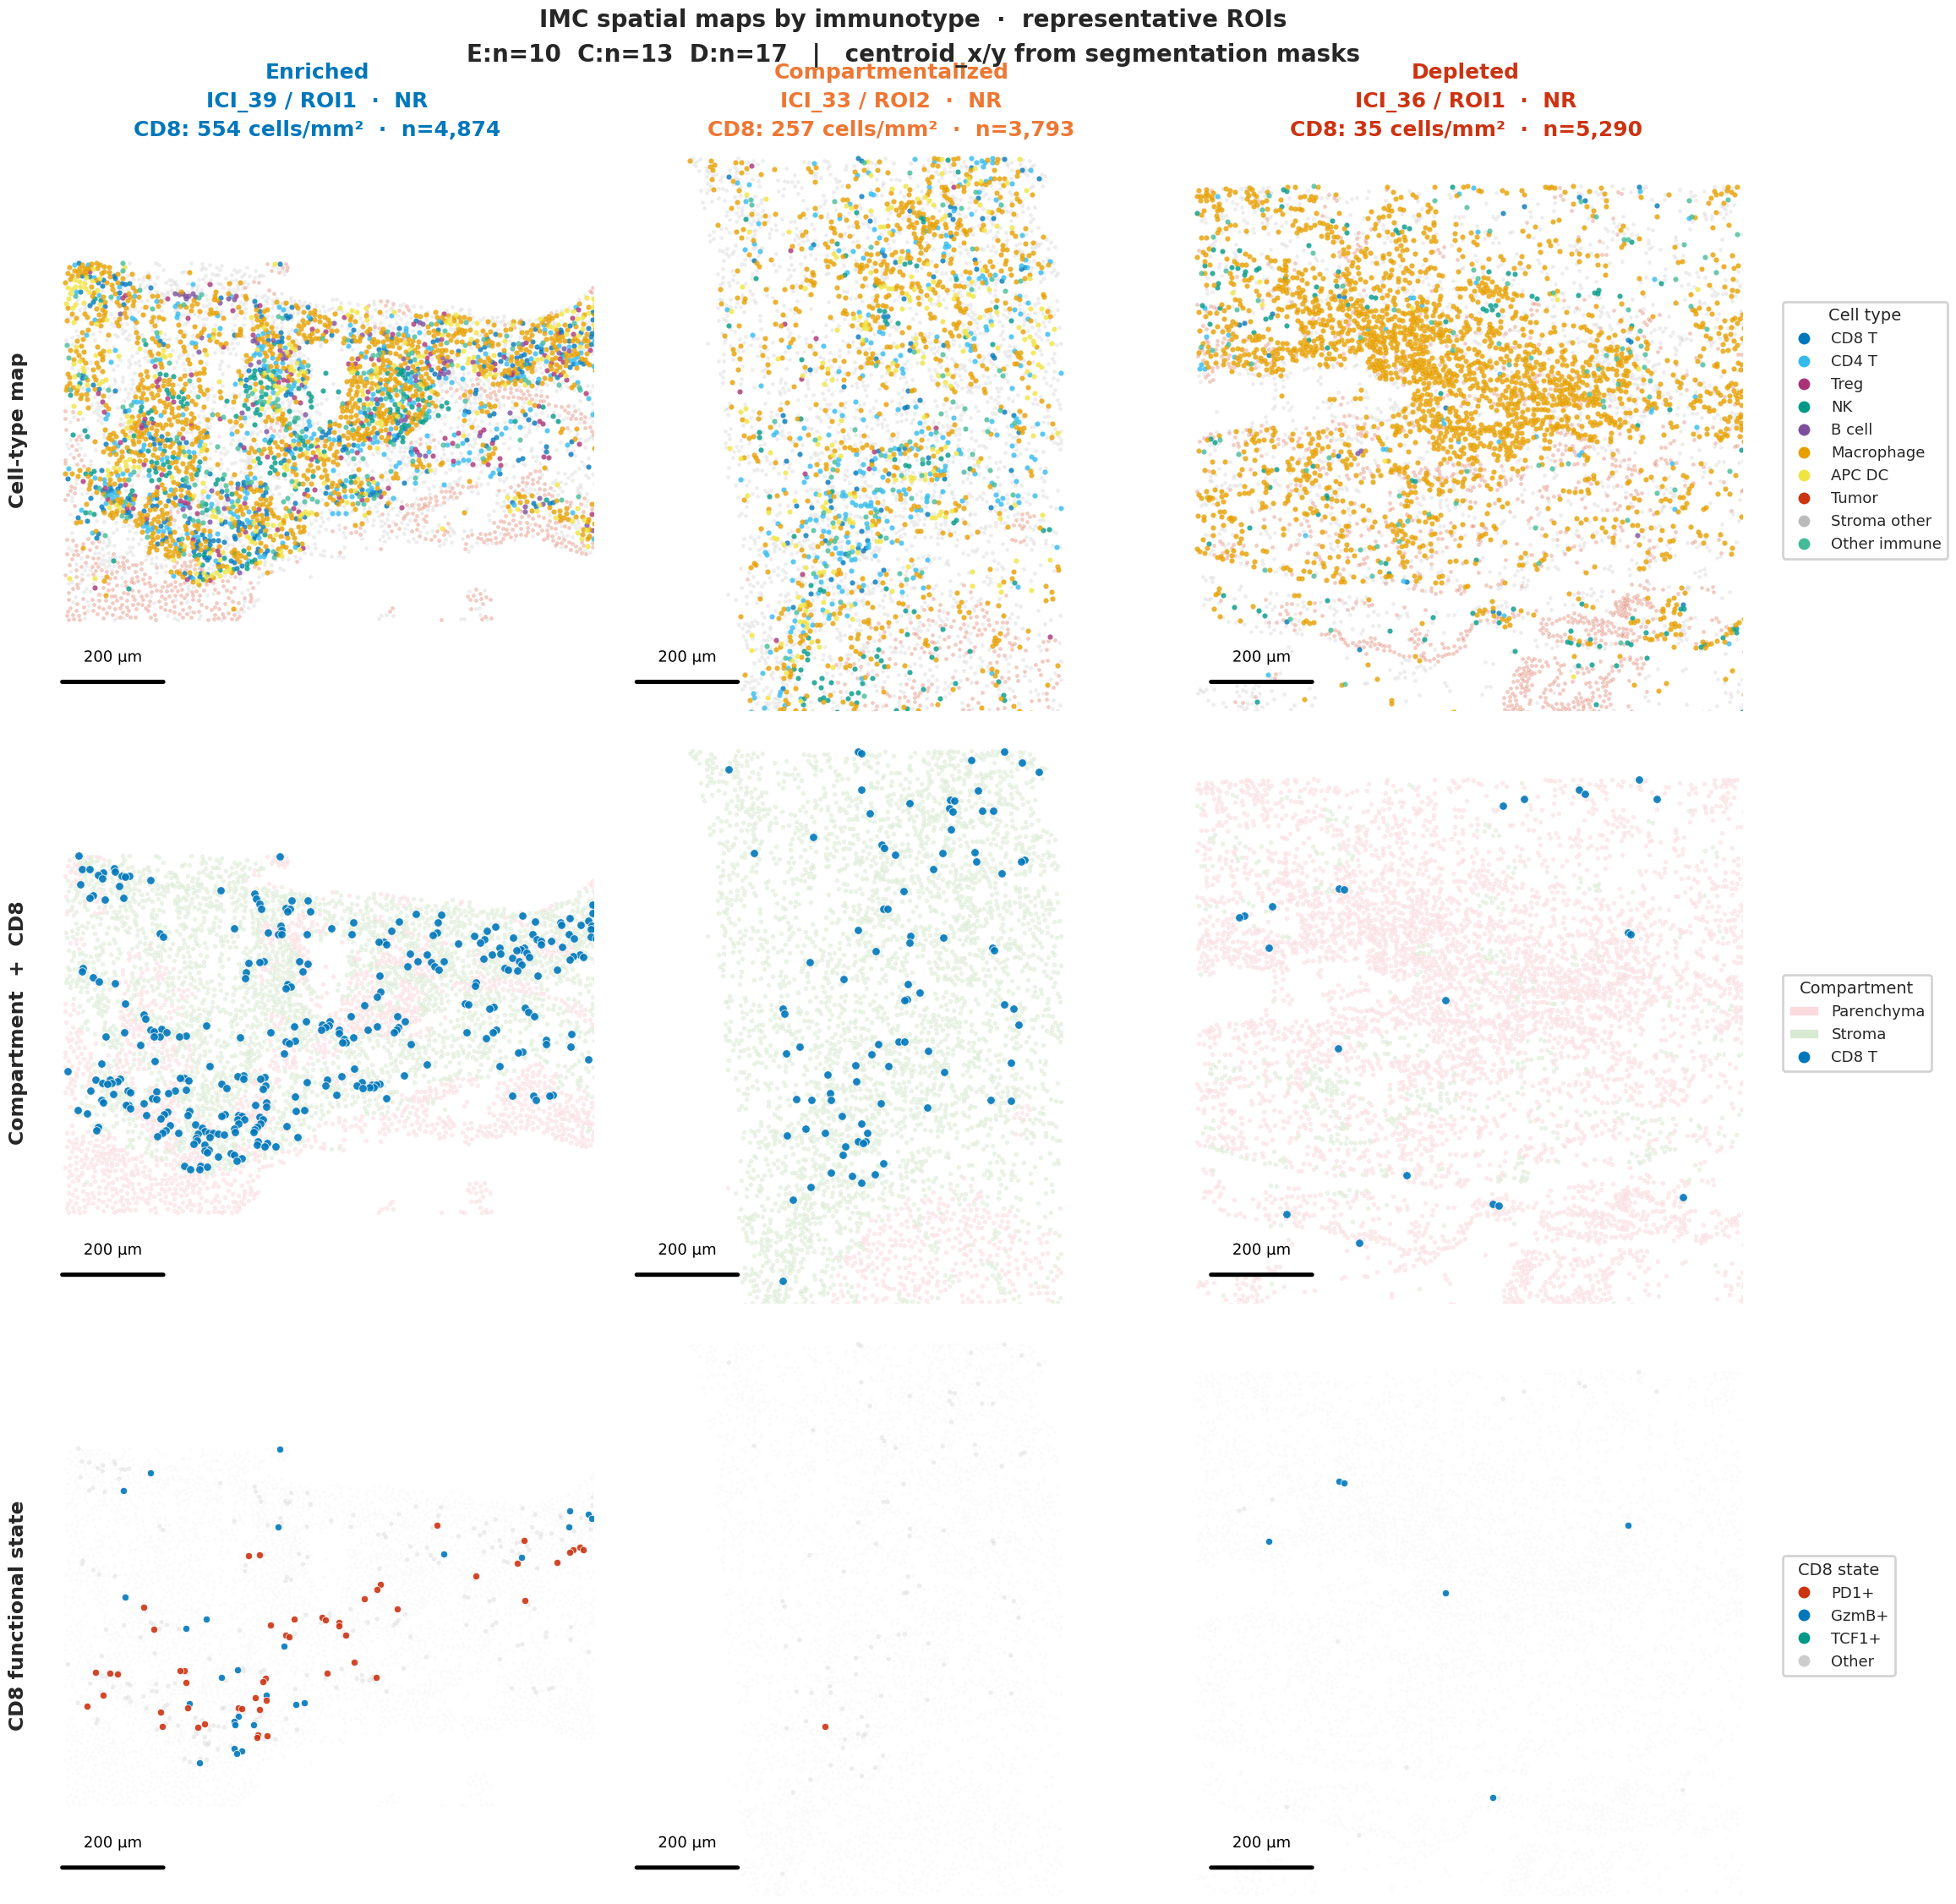 IMC spatial maps by immunotype · representative ROIs
E:n=10 C:n=13 D:n=17 | centroid_x/y from segmentation masks
Enriched
ICI_39 / ROI1 · NR
CD8: 554 cells/mm² · n=4,874
Compartmentalized
ICI_33 / ROI2 · NR
CD8: 257 cells/mm² · n=3,793
Depleted
ICI_36 / ROI1 · NR
CD8: 35 cells/mm² · n=5,290
Cell-type map
200 µm
200 µm
200 µm
Cell type
CD8 T
CD4 T
Treg
NK
B cell
Macrophage
APC DC
Tumor
Stroma other
Other immune
Compartment + CD8
200 µm
200 µm
200 µm
Compartment
Parenchyma
Stroma
CD8 T
CD8 functional state
200 µm
200 µm
200 µm
CD8 state
PD1+
GzmB+
TCF1+
Other